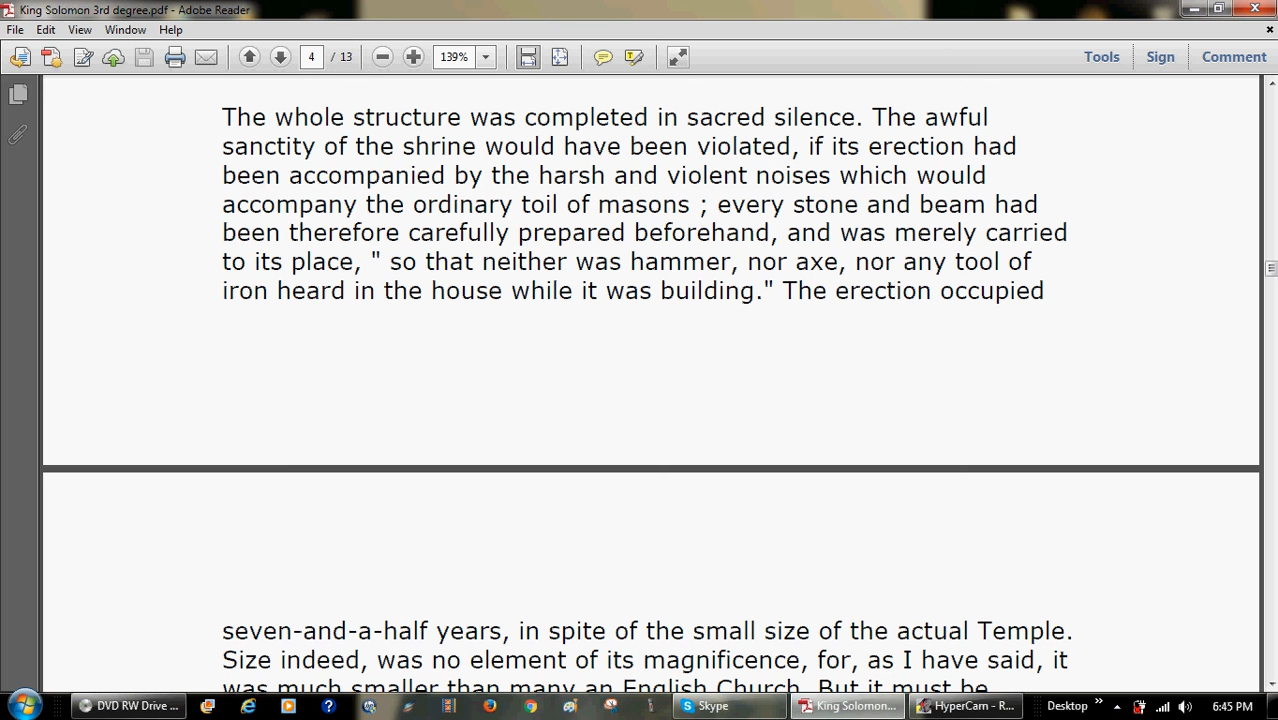 King Solomon 3rd degree.pdf - Adobe Reader
File Edit View Window Help
4 / 13 139% Tools Sign Comment
The whole structure was completed in sacred silence. The awful
sanctity of the shrine would have been violated, if its erection had
been accompanied by the harsh and violent noises which would
accompany the ordinary toil of masons ; every stone and beam had
been therefore carefully prepared beforehand, and was merely carried
to its place, " so that neither was hammer, nor axe, nor any tool of
iron heard in the house while it was building." The erection occupied
seven-and-a-half years, in spite of the small size of the actual Temple.
Size indeed, was no element of its magnificence, for, as I have said, it
was much smaller than many an English Church. But it must be
DVD RW Drive ... Skype King Solomon... HyperCam - R... Desktop » 6:45 PM